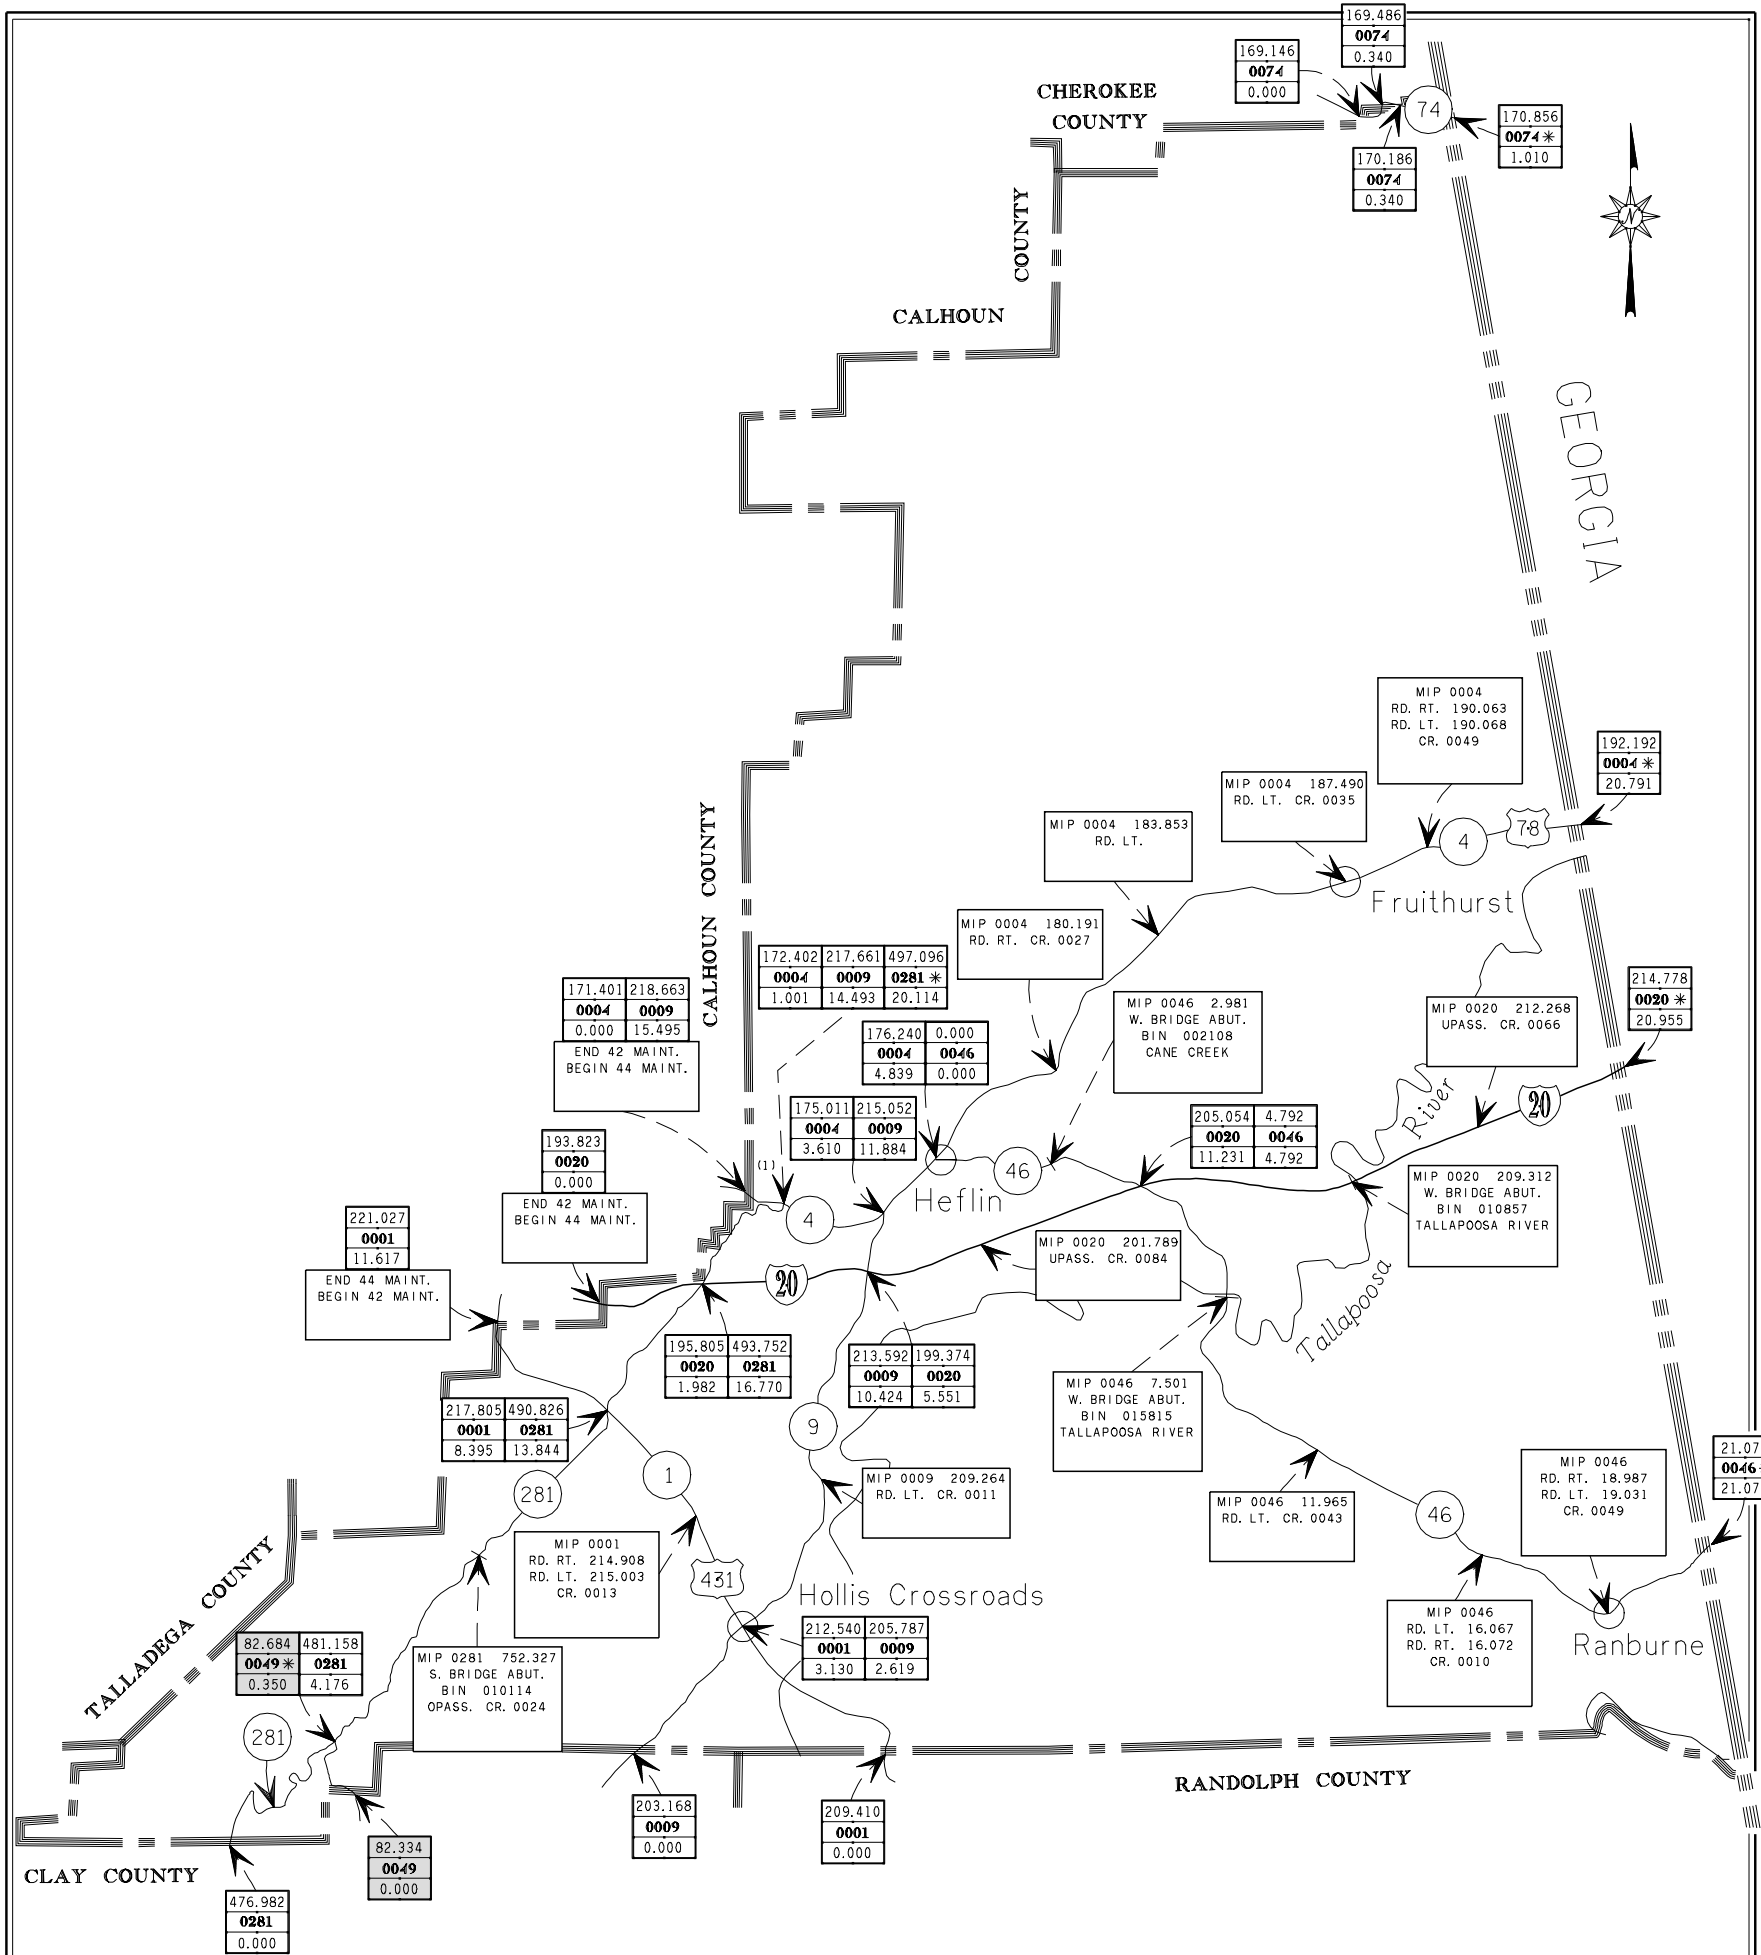 169.486
0074
0.340
169.146
0074
0.000
CHEROKEE
COUNTY
74
170.856
0074 *
1.010
170.186
0074
0.340
N
COUNTY
CALHOUN
GEORGIA
MIP 0004
RD. RT. 190.063
RD. LT. 190.068
CR. 0049
192.192
0004 *
20.791
MIP 0004 187.490
RD. LT. CR. 0035
4
78
MIP 0004 183.853
RD. LT.
Fruithurst
CALHOUN COUNTY
MIP 0004 180.191
RD. RT. CR. 0027
172.402 217.661 497.096
0004 0009 0281 *
1.001 14.493 20.114
171.401 218.663
0004 0009
0.000 15.495
END 42 MAINT.
BEGIN 44 MAINT.
214.778
0020 *
20.955
MIP 0046 2.981
W. BRIDGE ABUT.
BIN 002108
CANE CREEK
MIP 0020 212.268
UPASS. CR. 0066
176.240 0.000
0004 0046
4.839 0.000
175.011 215.052
0004 0009
3.610 11.884
20
River
205.054 4.792
0020 0046
11.231 4.792
193.823
0020
0.000
END 42 MAINT.
BEGIN 44 MAINT.
(1)
46
Heflin
4
MIP 0020 209.312
W. BRIDGE ABUT.
BIN 010857
TALLAPOOSA RIVER
221.027
0001
11.617
END 44 MAINT.
BEGIN 42 MAINT.
MIP 0020 201.789
UPASS. CR. 0084
20
Tallapoosa
195.805 493.752
0020 0281
1.982 16.770
213.592 199.374
0009 0020
10.424 5.551
MIP 0046 7.501
W. BRIDGE ABUT.
BIN 015815
TALLAPOOSA RIVER
217.805 490.826
0001 0281
8.395 13.844
9
1
281
MIP 0009 209.264
RD. LT. CR. 0011
MIP 0046 11.965
RD. LT. CR. 0043
46
MIP 0046
RD. RT. 18.987
RD. LT. 19.031
CR. 0049
21.07
0046
21.07
MIP 0001
RD. RT. 214.908
RD. LT. 215.003
CR. 0013
431
Hollis Crossroads
TALLADEGA COUNTY
82.684 481.158
0049 * 0281
0.350 4.176
MIP 0281 752.327
S. BRIDGE ABUT.
BIN 010114
OPASS. CR. 0024
212.540 205.787
0001 0009
3.130 2.619
MIP 0046
RD. LT. 16.067
RD. RT. 16.072
CR. 0010
Ranburne
281
RANDOLPH COUNTY
203.168
0009
0.000
209.410
0001
0.000
82.334
0049
0.000
CLAY COUNTY
476.982
0281
0.000